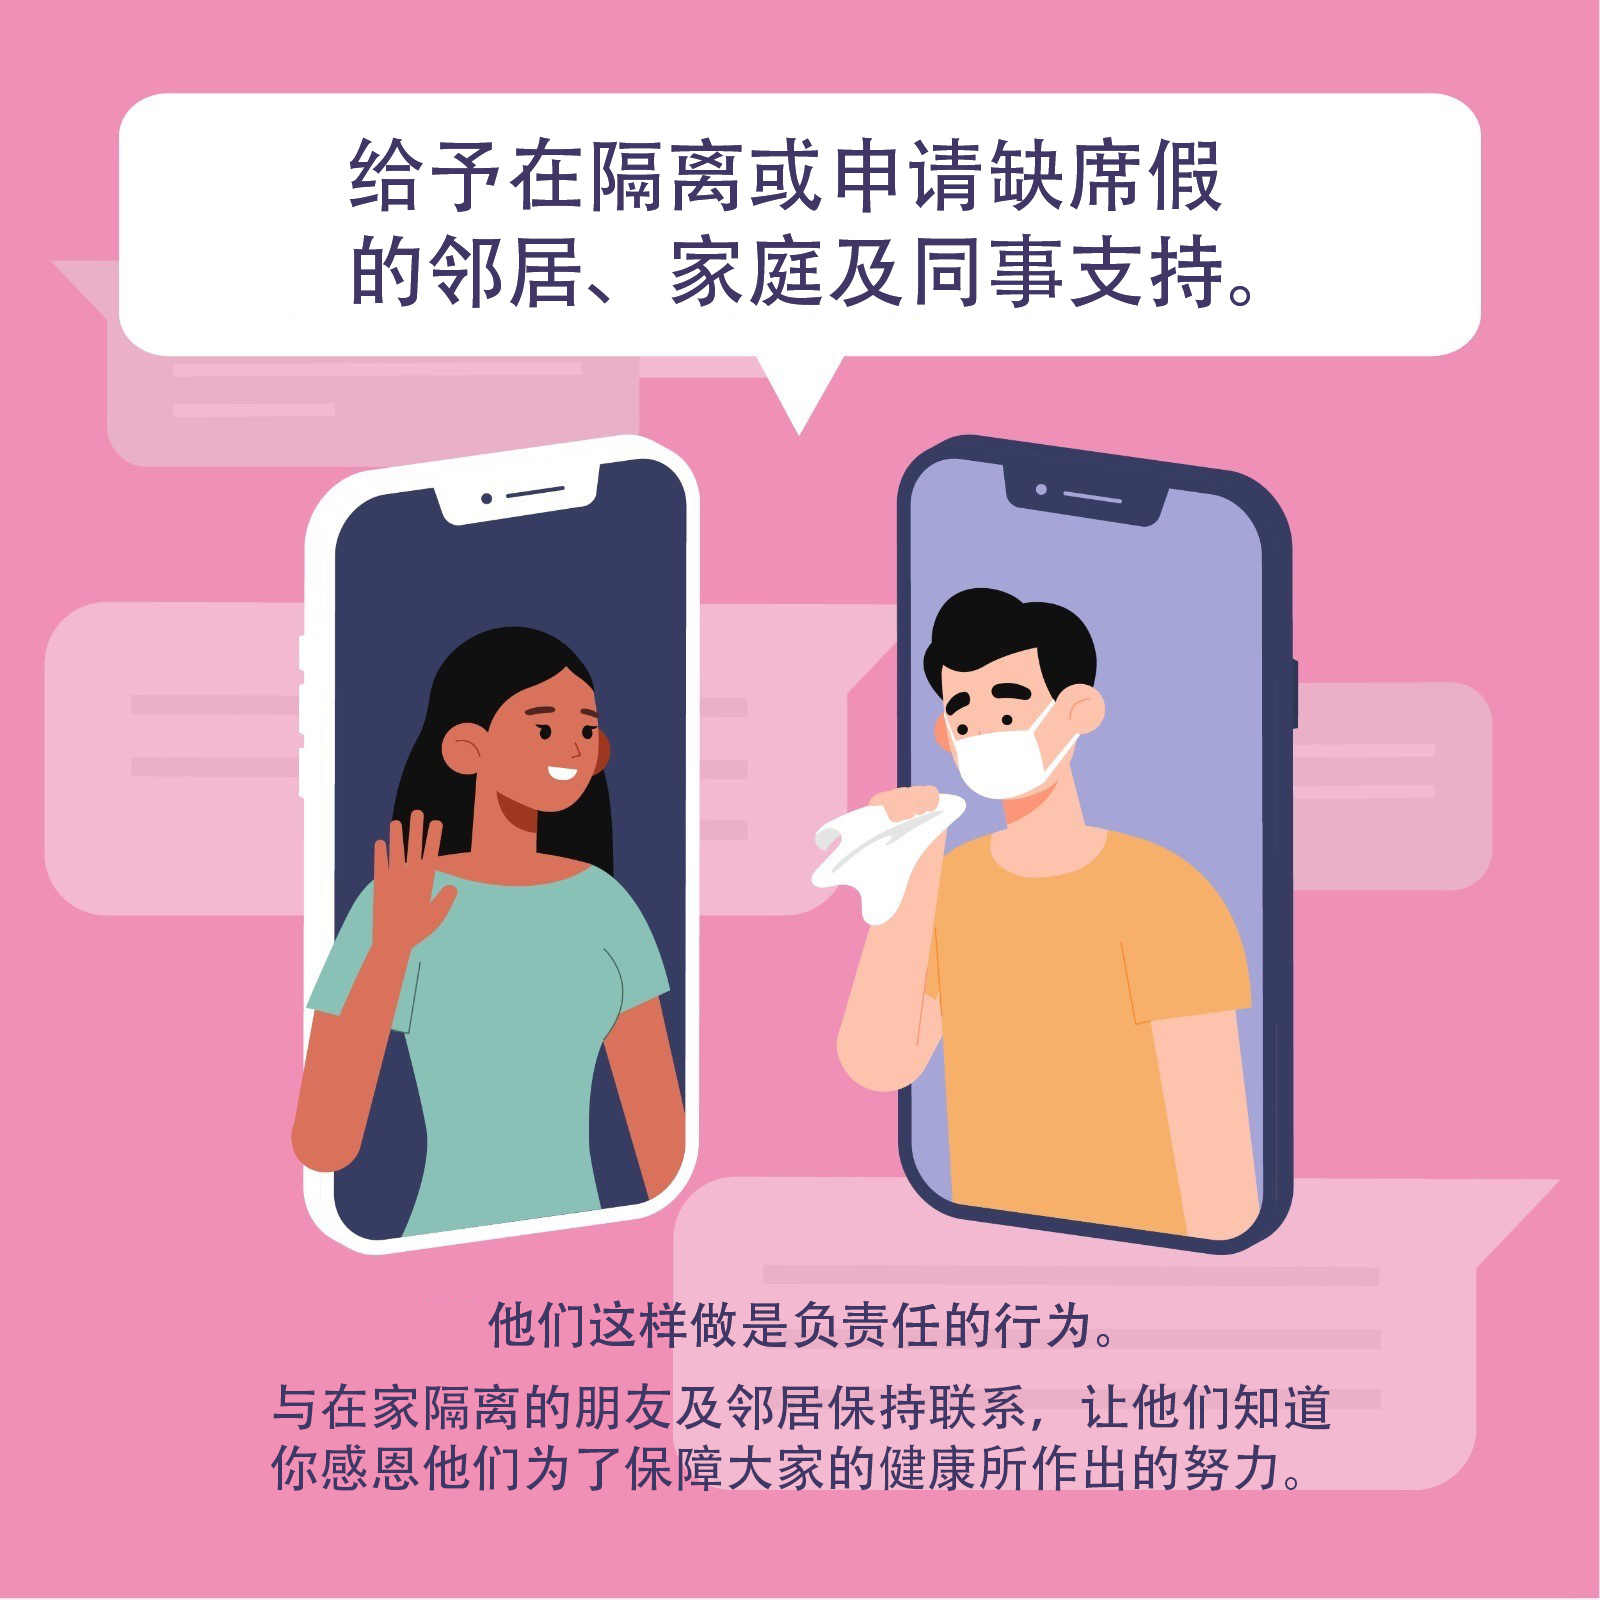 给予在隔离或申请缺席假
的邻居、家庭及同事支持。
他们这样做是负责任的行为。
与在家隔离的朋友及邻居保持联系，让他们知道
你感恩他们为了保障大家的健康所作出的努力。